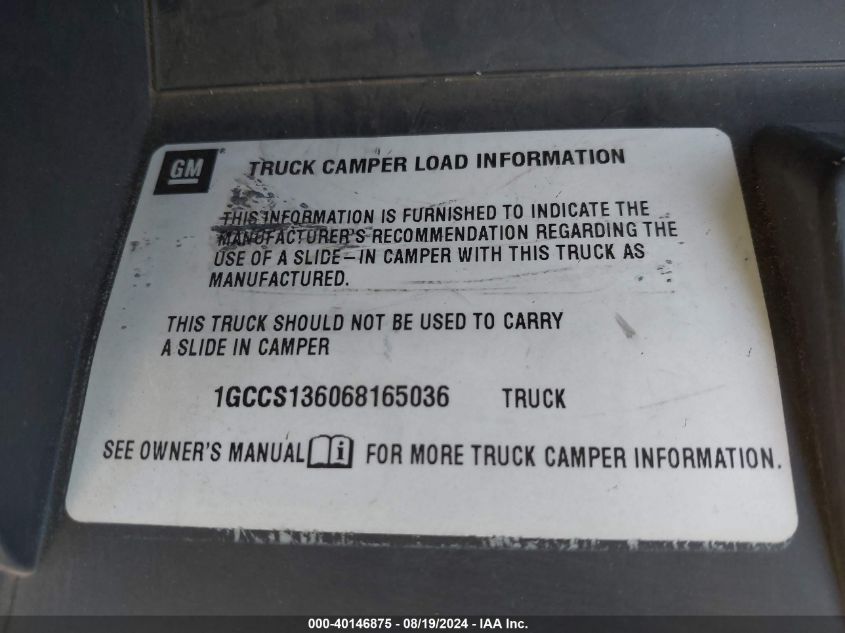 GM®
TRUCK CAMPER LOAD INFORMATION
THIS INFORMATION IS FURNISHED TO INDICATE THE
MANUFACTURER'S RECOMMENDATION REGARDING THE
USE OF A SLIDE-IN CAMPER WITH THIS TRUCK AS
MANUFACTURED.
THIS TRUCK SHOULD NOT BE USED TO CARRY
A SLIDE IN CAMPER
1GCCS136068165036 TRUCK
SEE OWNER'S MANUAL i FOR MORE TRUCK CAMPER INFORMATION.
000-40146875 - 08/19/2024 - IAA Inc.